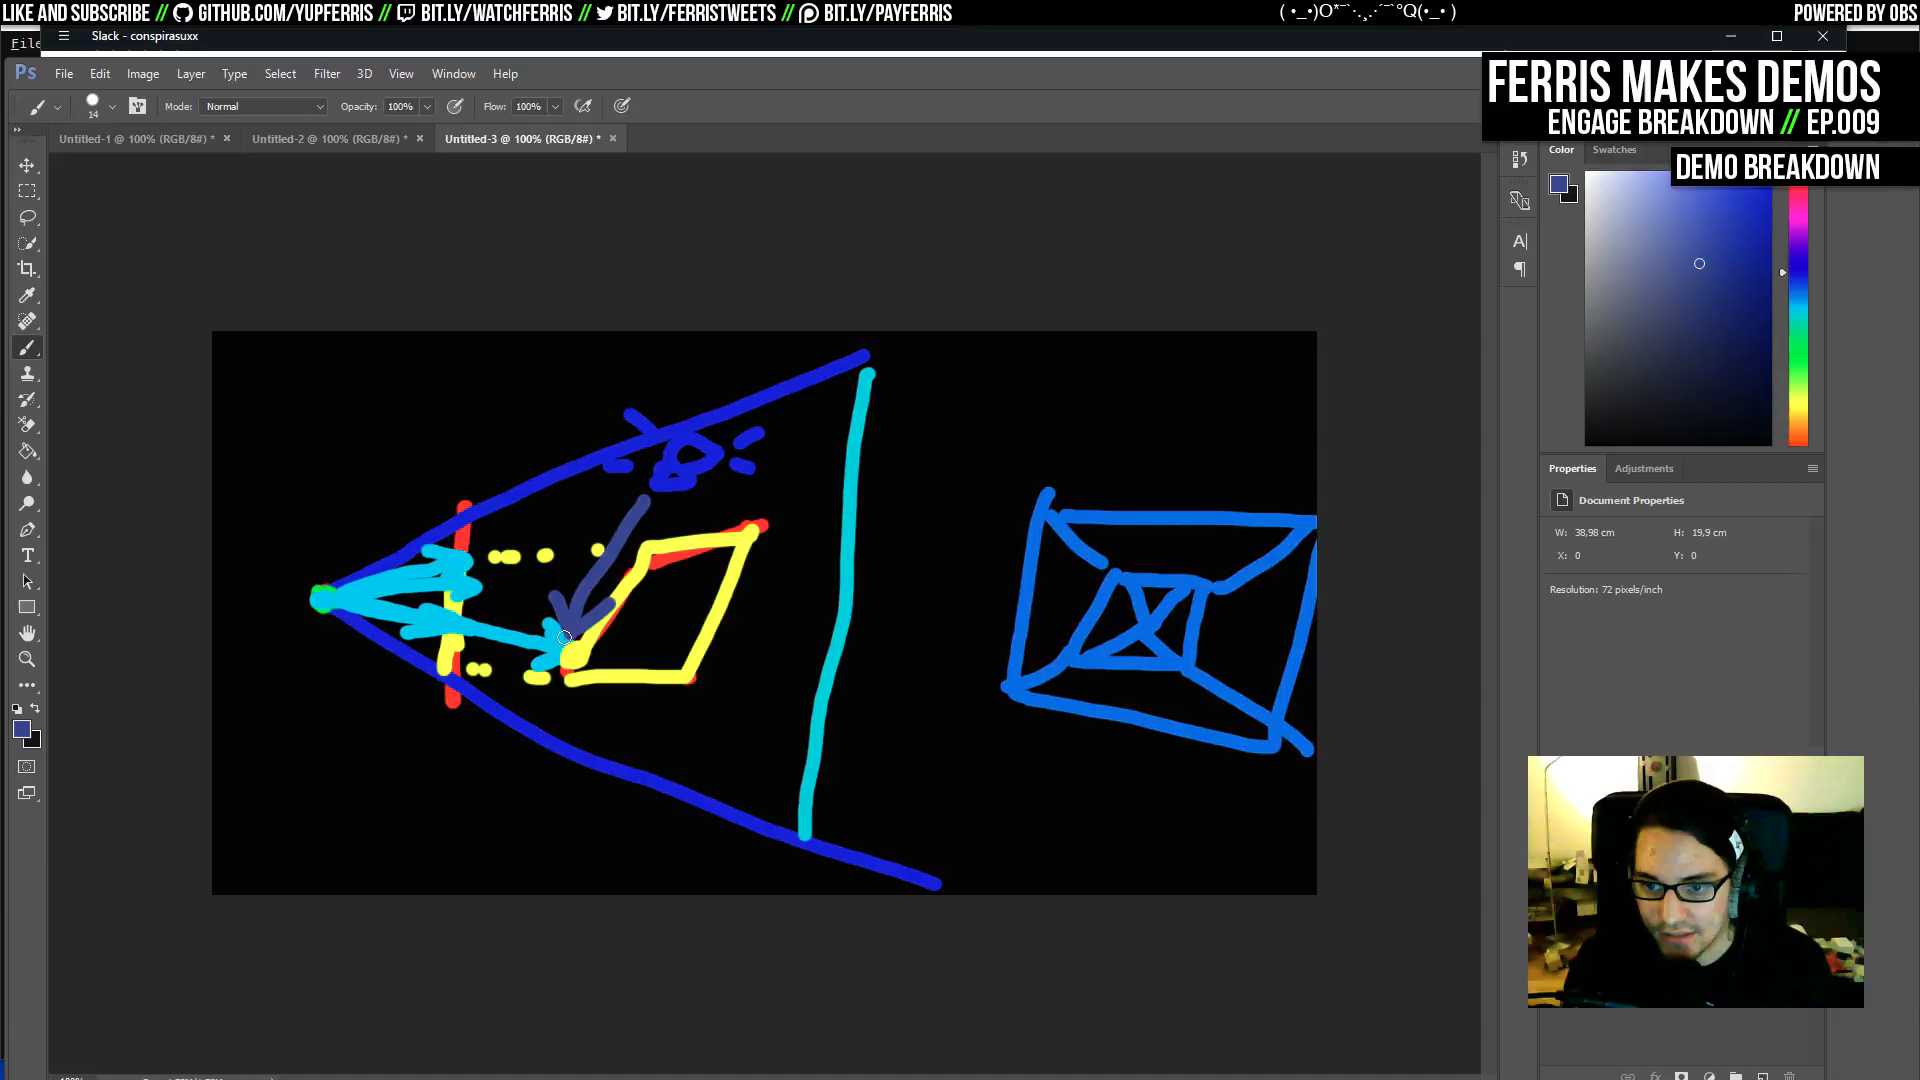 LIKE AND SUBSCRIBE // GITHUB.COM/YUPFERRIS // BIT.LY/WATCHFERRIS // BIT.LY/FERRISTWEETS // BIT.LY/PAYFERRIS
POWERED BY OBS
File
Slack - conspirasuxx
FERRIS MAKES DEMOS
ENGAGE BREAKDOWN // EP.009
DEMO BREAKDOWN
Ps File Edit Image Layer Type Select Filter 3D View Window Help
14 Mode: Normal Opacity: 100% Flow: 100%
Untitled-1 @ 100% (RGB/8#) * Untitled-2 @ 100% (RGB/8#) * Untitled-3 @ 100% (RGB/8#) *
Color Swatches
Properties Adjustments
Document Properties
W: 38,98 cm H: 19,9 cm
X: 0 Y: 0
Resolution: 72 pixels/inch